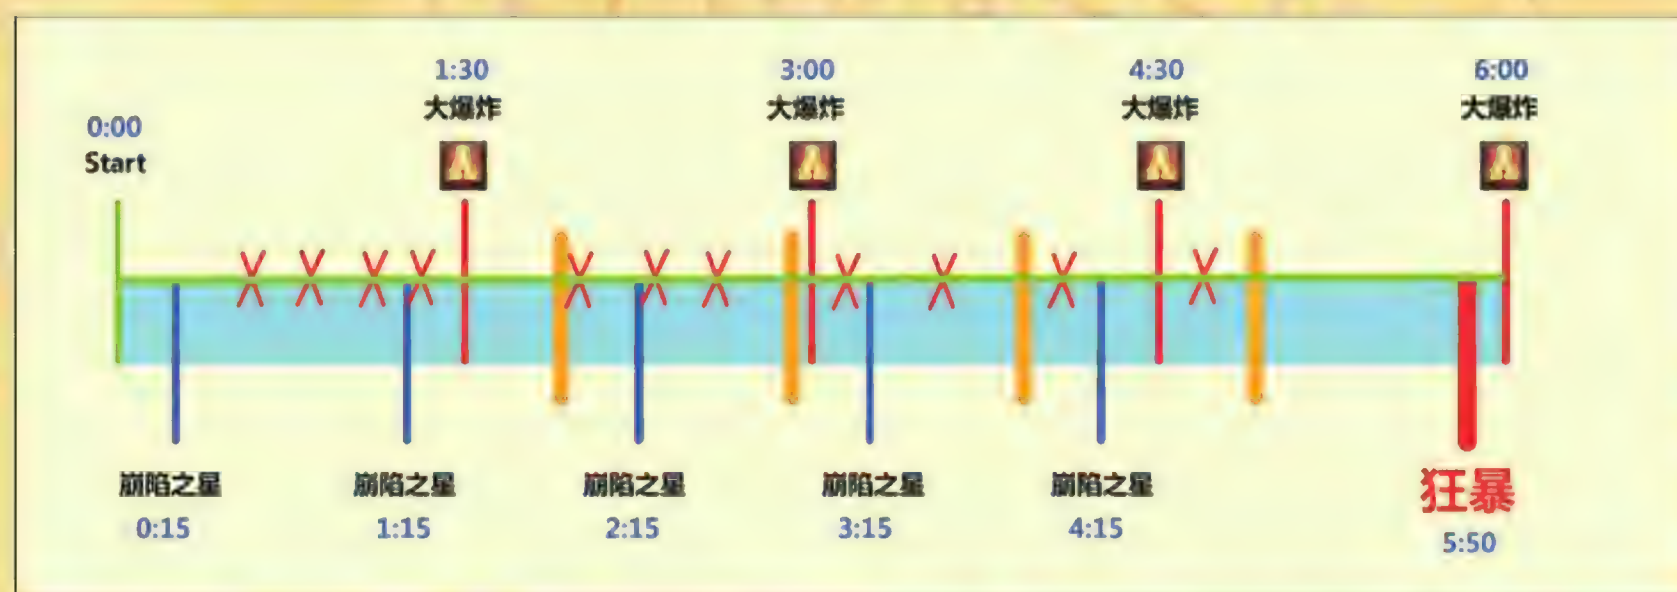 0:00
Start
1:30
大爆炸
3:00
大爆炸
4:30
大爆炸
6:00
大爆炸
崩陷之星
0:15
崩陷之星
1:15
崩陷之星
2:15
崩陷之星
3:15
崩陷之星
4:15
狂暴
5:50